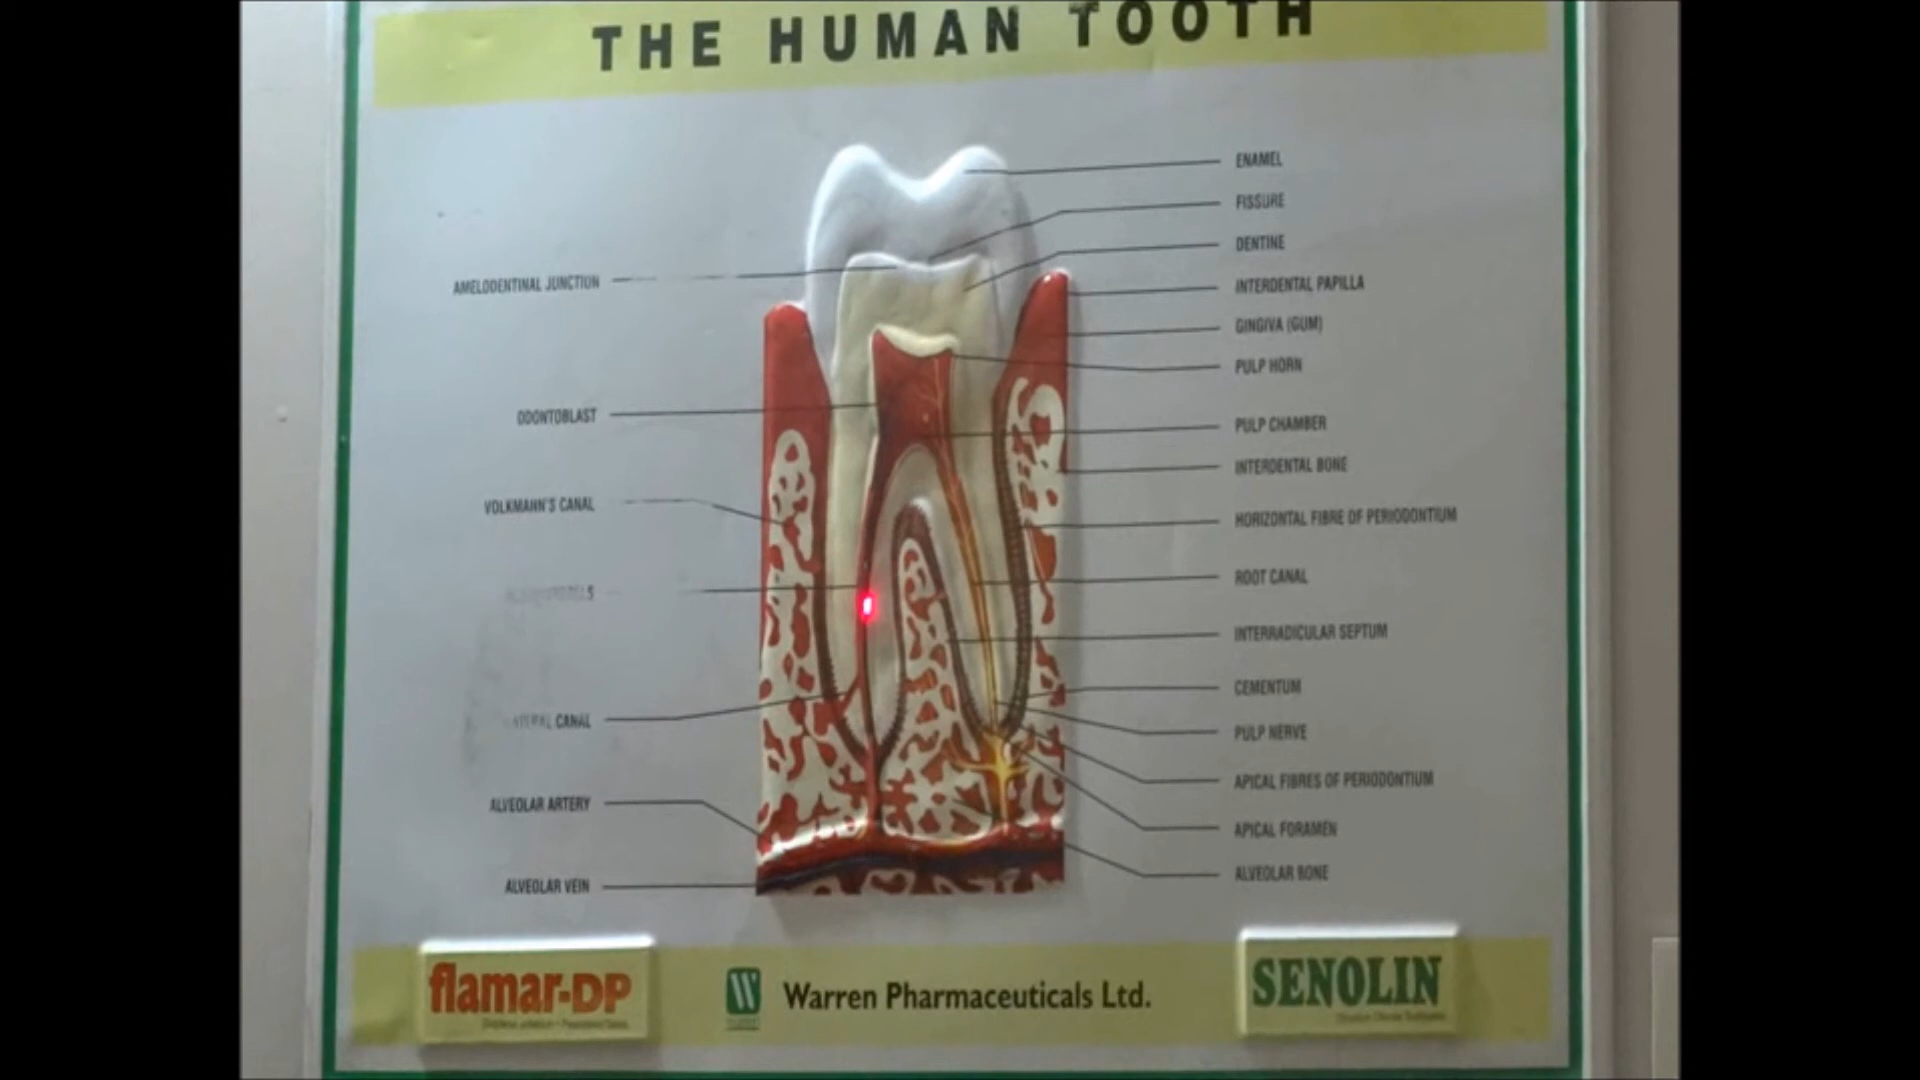 THE HUMAN TOOTH
ENAMEL
FISSURE
DENTINE
INTERDENTAL PAPILLA
GINGIVA (GUM)
PULP HORN
PULP CHAMBER
INTERDENTAL BONE
HORIZONTAL FIBRE OF PERIODONTIUM
ROOT CANAL
INTERRADICULAR SEPTUM
CEMENTUM
PULP NERVE
APICAL FIBRES OF PERIODONTIUM
APICAL FORAMEN
ALVEOLAR BONE
AMELODENTINAL JUNCTION
ODONTOBLAST
VOLKMAHN'S CANAL
CANAL
ALVEOLAR ARTERY
ALVEOLAR VEIN
flamar-DP
W
Warren Pharmaceuticals Ltd.
SENOLIN